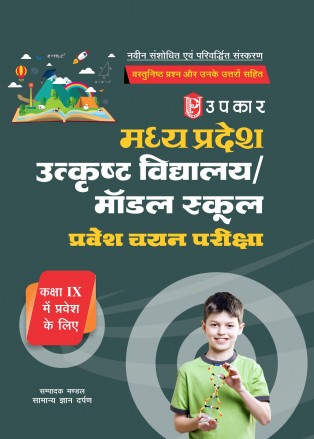 नवीन संशोधित एवं परिवर्द्धित संस्करण
वस्तुनिष्ठ प्रश्न और उनके उत्तरों सहित
उपकार
मध्य प्रदेश
उत्कृष्ट विद्यालय/
मॉडल स्कूल
प्रवेश चयन परीक्षा
कक्षा IX
में प्रवेश
के लिए
सम्पादक मण्डल
सामान्य ज्ञान दर्पण